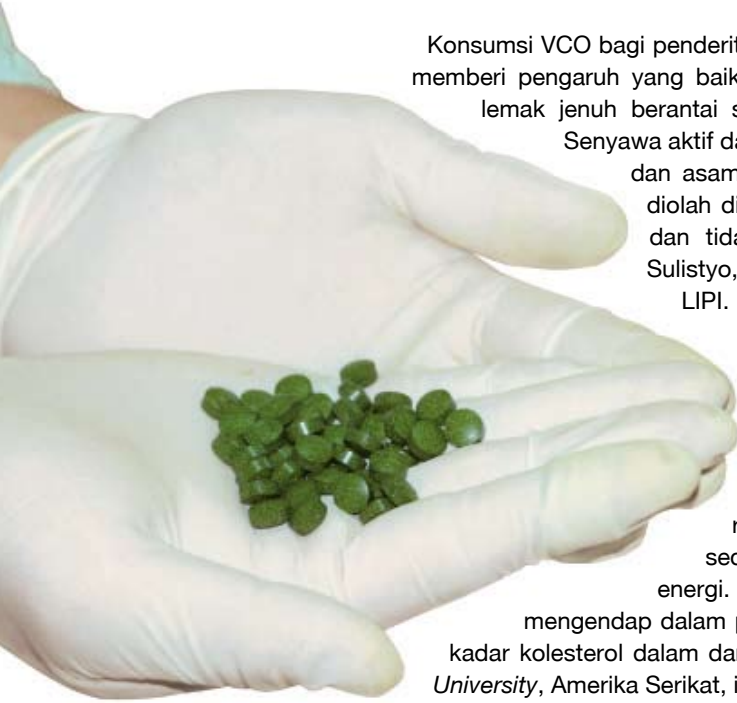 Konsumsi VCO bagi penderit
memberi pengaruh yang baik
lemak jenuh berantai s
Senyawa aktif da
dan asam
diolah di
dan tida
Sulistyo,
LIPI.
r
sec
energi.
mengendap dalam p
kadar kolesterol dalam dar
University, Amerika Serikat, i